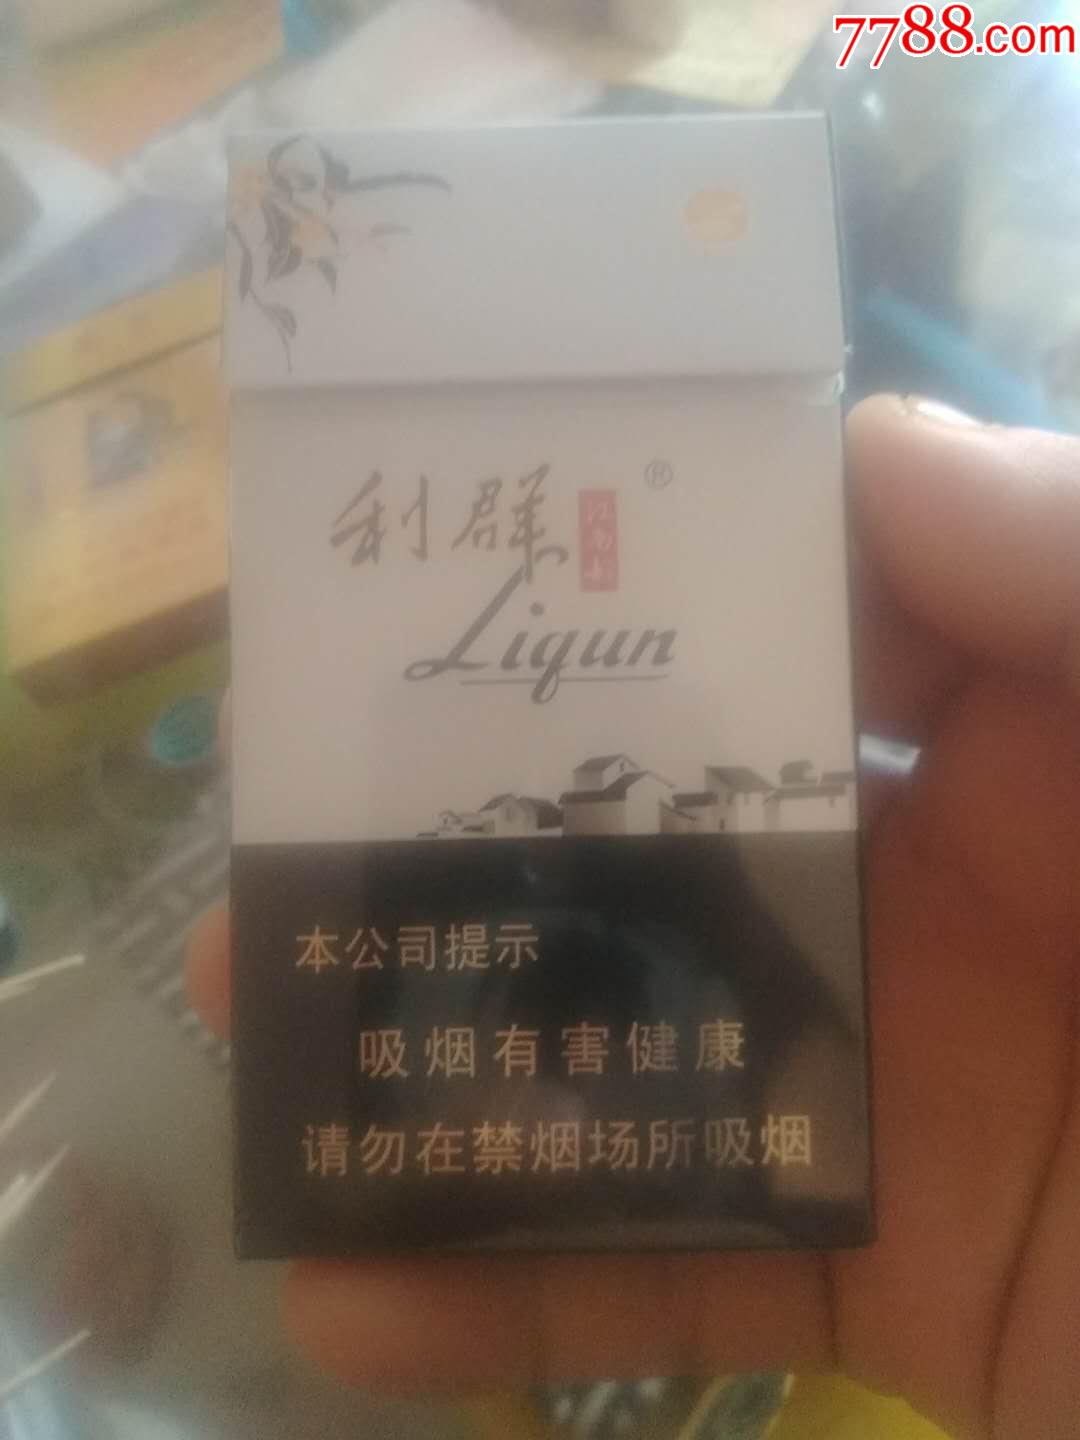 7788.com
利群
®
Liqun
本公司提示
吸烟有害健康
请勿在禁烟场所吸烟